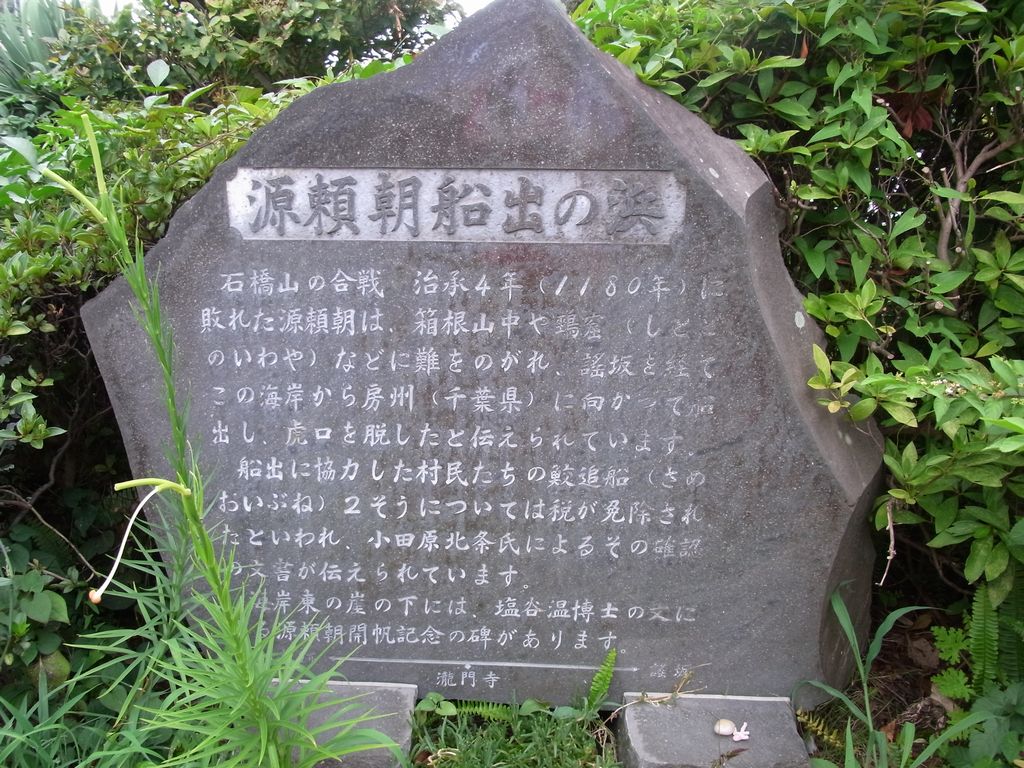 源頼朝船出の浜
石橋山の合戦 治承4年(1180年)に
敗れた源頼朝は、箱根山中や鵐窟(しとど
のいわや)などに難をのがれ、謡坂を経て
この海岸から房州(千葉県)に向かって船
出し、虎口を脱したと伝えられています。
船出に協力した村民たちの鮫追船(さめ
おいぶね)2そうについては税が免除され
たといわれ、小田原北条氏によるその確認
の文書が伝えられています。
海岸東の崖の下には、塩谷温博士の文に
る源頼朝開帆記念の碑があります。
瀧門寺
謡坂